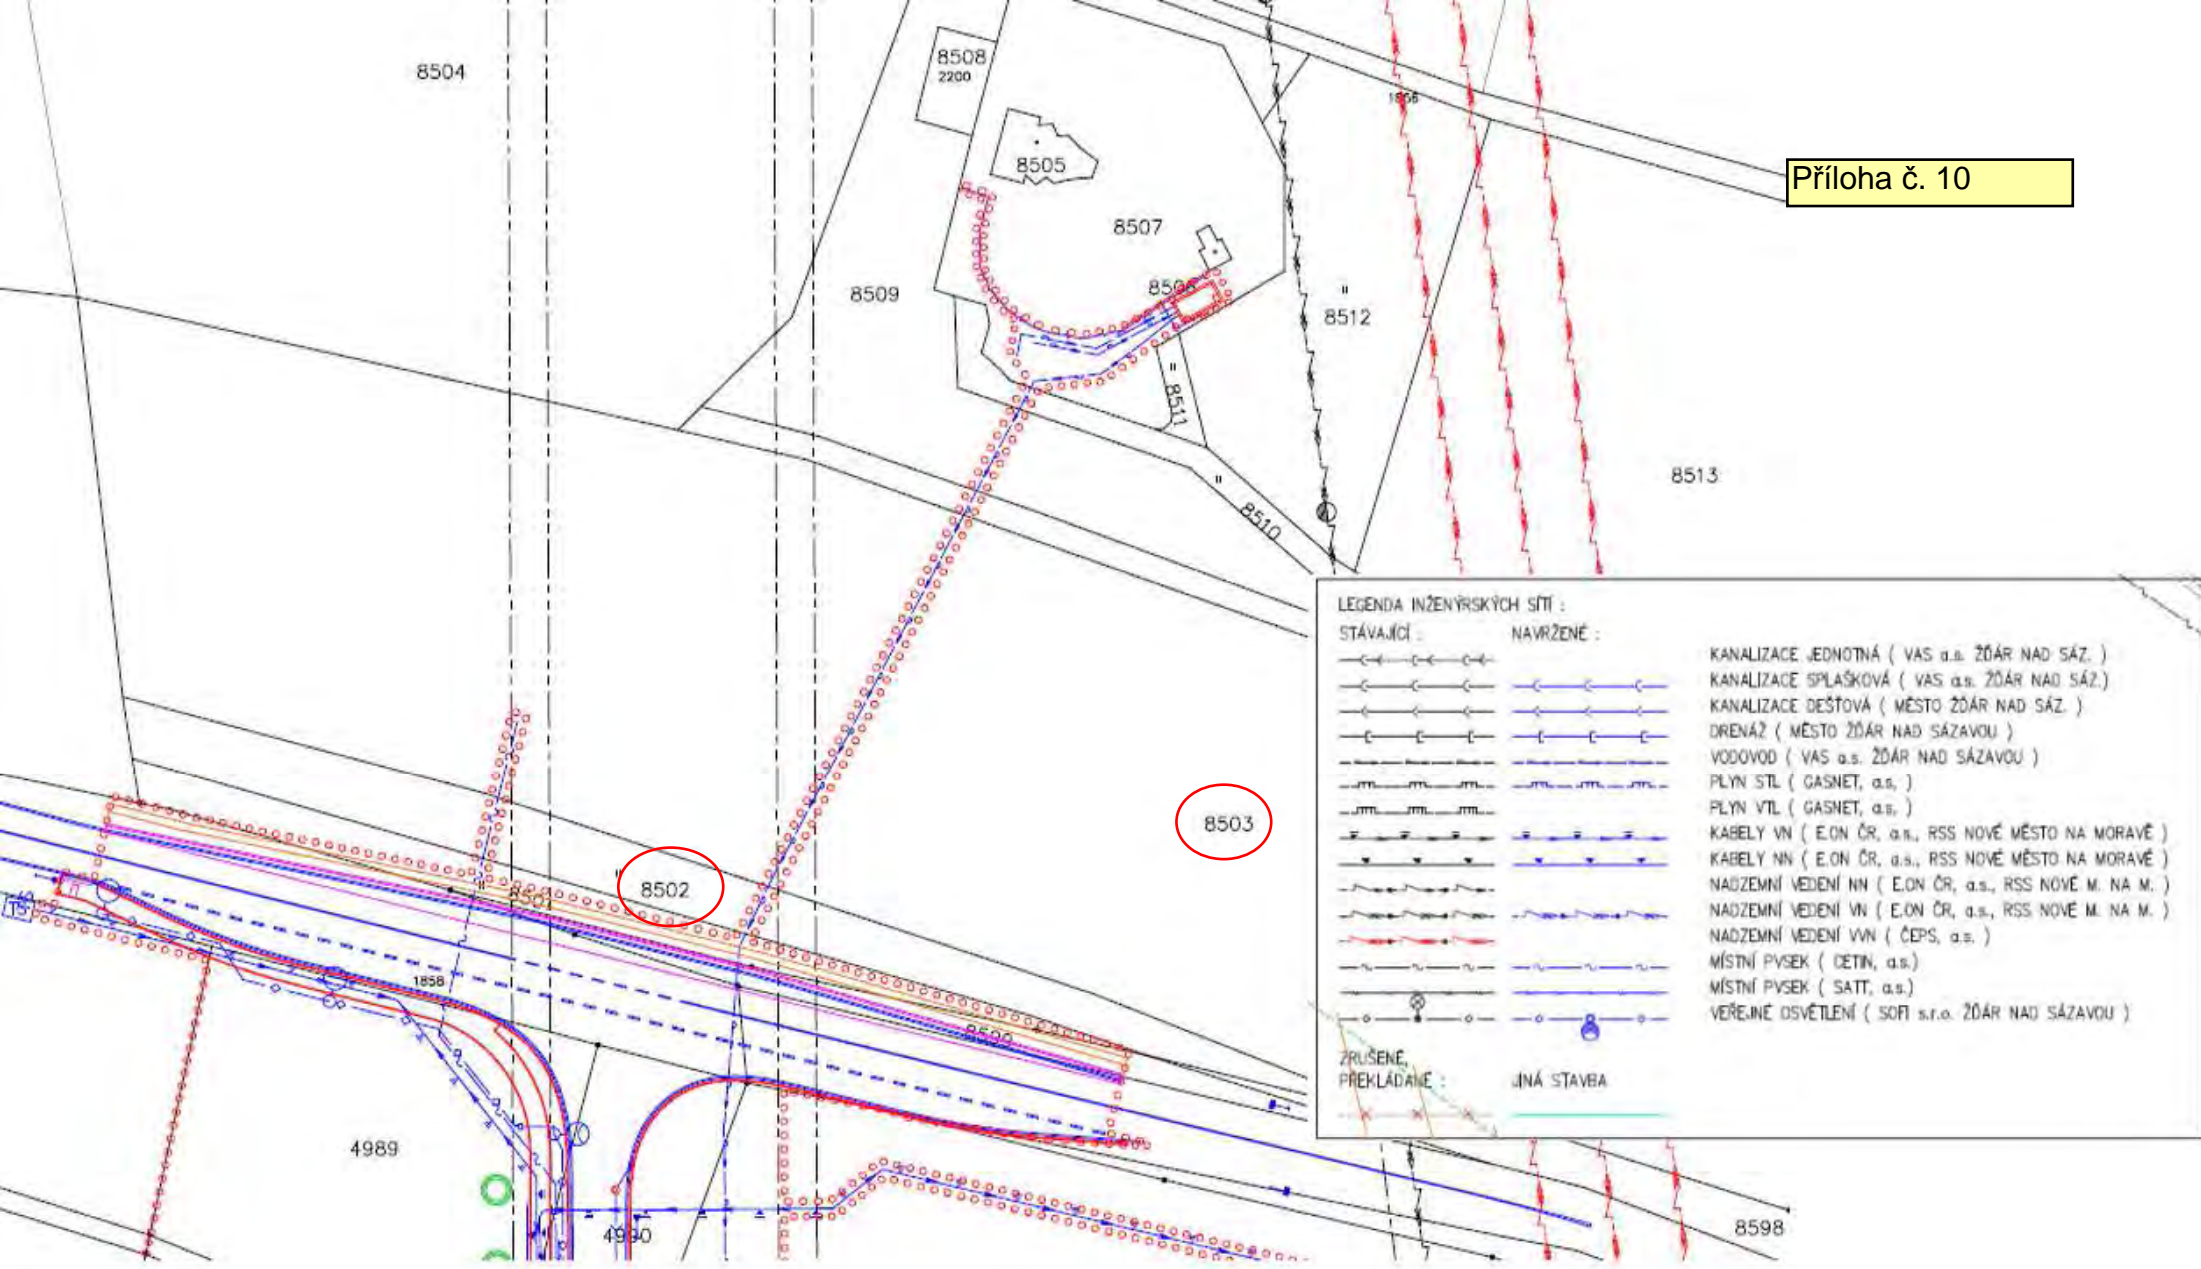 8504
8508
2200
1856
8505
Příloha č. 10
8507
8506
8509
8512
8511
8513
8510
LEGENDA INŽENÝRSKÝCH SÍTÍ :
STÁVAJÍCÍ : NAVRŽENÉ :
KANALIZACE JEDNOTNÁ ( VAS a.s. ŽĎÁR NAD SÁZ. )
KANALIZACE SPLAŠKOVÁ ( VAS a.s. ŽĎÁR NAD SÁZ.)
KANALIZACE DEŠŤOVÁ ( MĚSTO ŽĎÁR NAD SÁZ. )
DRENÁŽ ( MĚSTO ŽĎÁR NAD SÁZAVOU )
VODOVOD ( VAS a.s. ŽĎÁR NAD SÁZAVOU )
PLYN STL ( GASNET, a.s. )
PLYN VTL ( GASNET, a.s. )
KABELY VN ( E.ON ČR, a.s., RSS NOVÉ MĚSTO NA MORAVĚ )
KABELY NN ( E.ON ČR, a.s., RSS NOVÉ MĚSTO NA MORAVĚ )
NADZEMNÍ VEDENÍ NN ( E.ON ČR, a.s., RSS NOVÉ M. NA M. )
NADZEMNÍ VEDENÍ VN ( E.ON ČR, a.s., RSS NOVÉ M. NA M. )
NADZEMNÍ VEDENÍ VVN ( ČEPS, a.s. )
MÍSTNÍ PVSEK ( CETIN, a.s.)
MÍSTNÍ PVSEK ( SATT, a.s.)
VEŘEJNÉ OSVĚTLENÍ ( SOFI s.r.o. ŽĎÁR NAD SÁZAVOU )
ZRUŠENÉ,
PŘEKLÁDANÉ : JINÁ STAVBA
8503
8502
8501
TS
1858
8599
4989
4990
8598